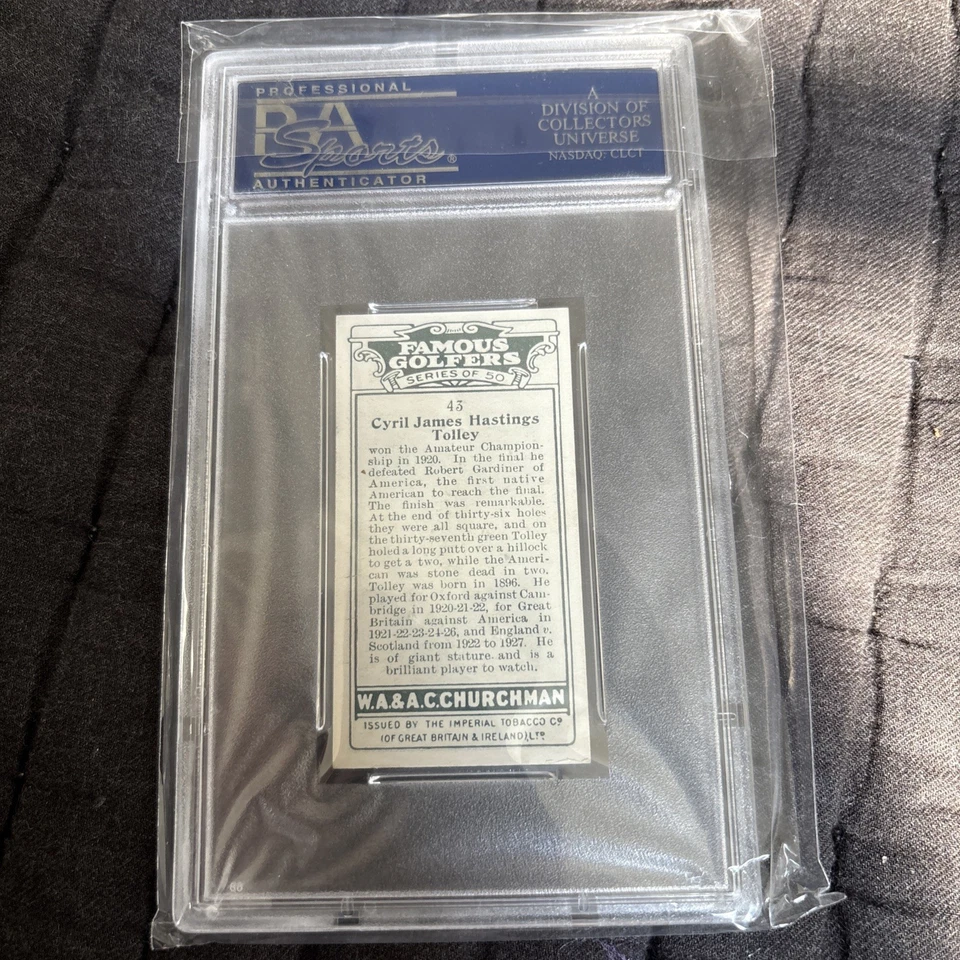 PROFESSIONAL
PSA
Sports®
AUTHENTICATOR
A
DIVISION OF
COLLECTORS
UNIVERSE
NASDAQ: CLCT
FAMOUS
GOLFERS
SERIES OF 50
43
Cyril James Hastings
Tolley
won the Amateur Champion-
ship in 1920. In the final he
defeated Robert Gardiner of
America, the first native
American to reach the final.
The finish was remarkable.
At the end of thirty-six holes
they were all square, and on
the thirty-seventh green Tolley
holed a long putt over a hillock
to get a two, while the Ameri-
can was stone dead in two.
Tolley was born in 1896. He
played for Oxford against Cam-
bridge in 1920-21-22, for Great
Britain against America in
1921-22-23-24-26, and England v.
Scotland from 1922 to 1927. He
is of giant stature and is a
brilliant player to watch.
W.A.&A.C.CHURCHMAN
ISSUED BY THE IMPERIAL TOBACCO Cº
(OF GREAT BRITAIN & IRELAND), LTD